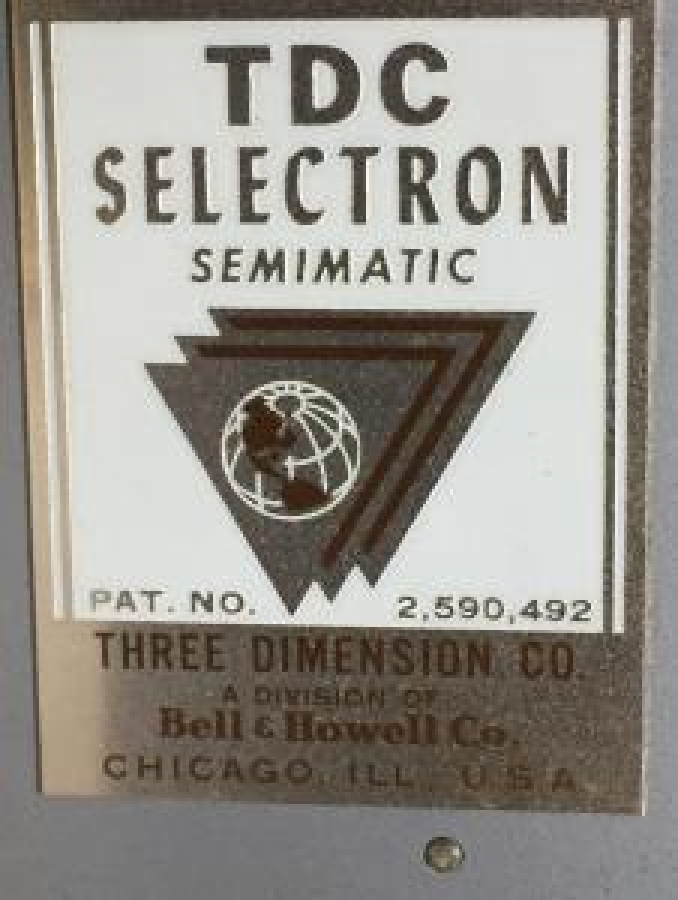 TDC
SELECTRON
SEMIMATIC
PAT. NO. 2,590,492
THREE DIMENSION CO.
A DIVISION OF
Bell & Howell Co.
CHICAGO, ILL., U.S.A.